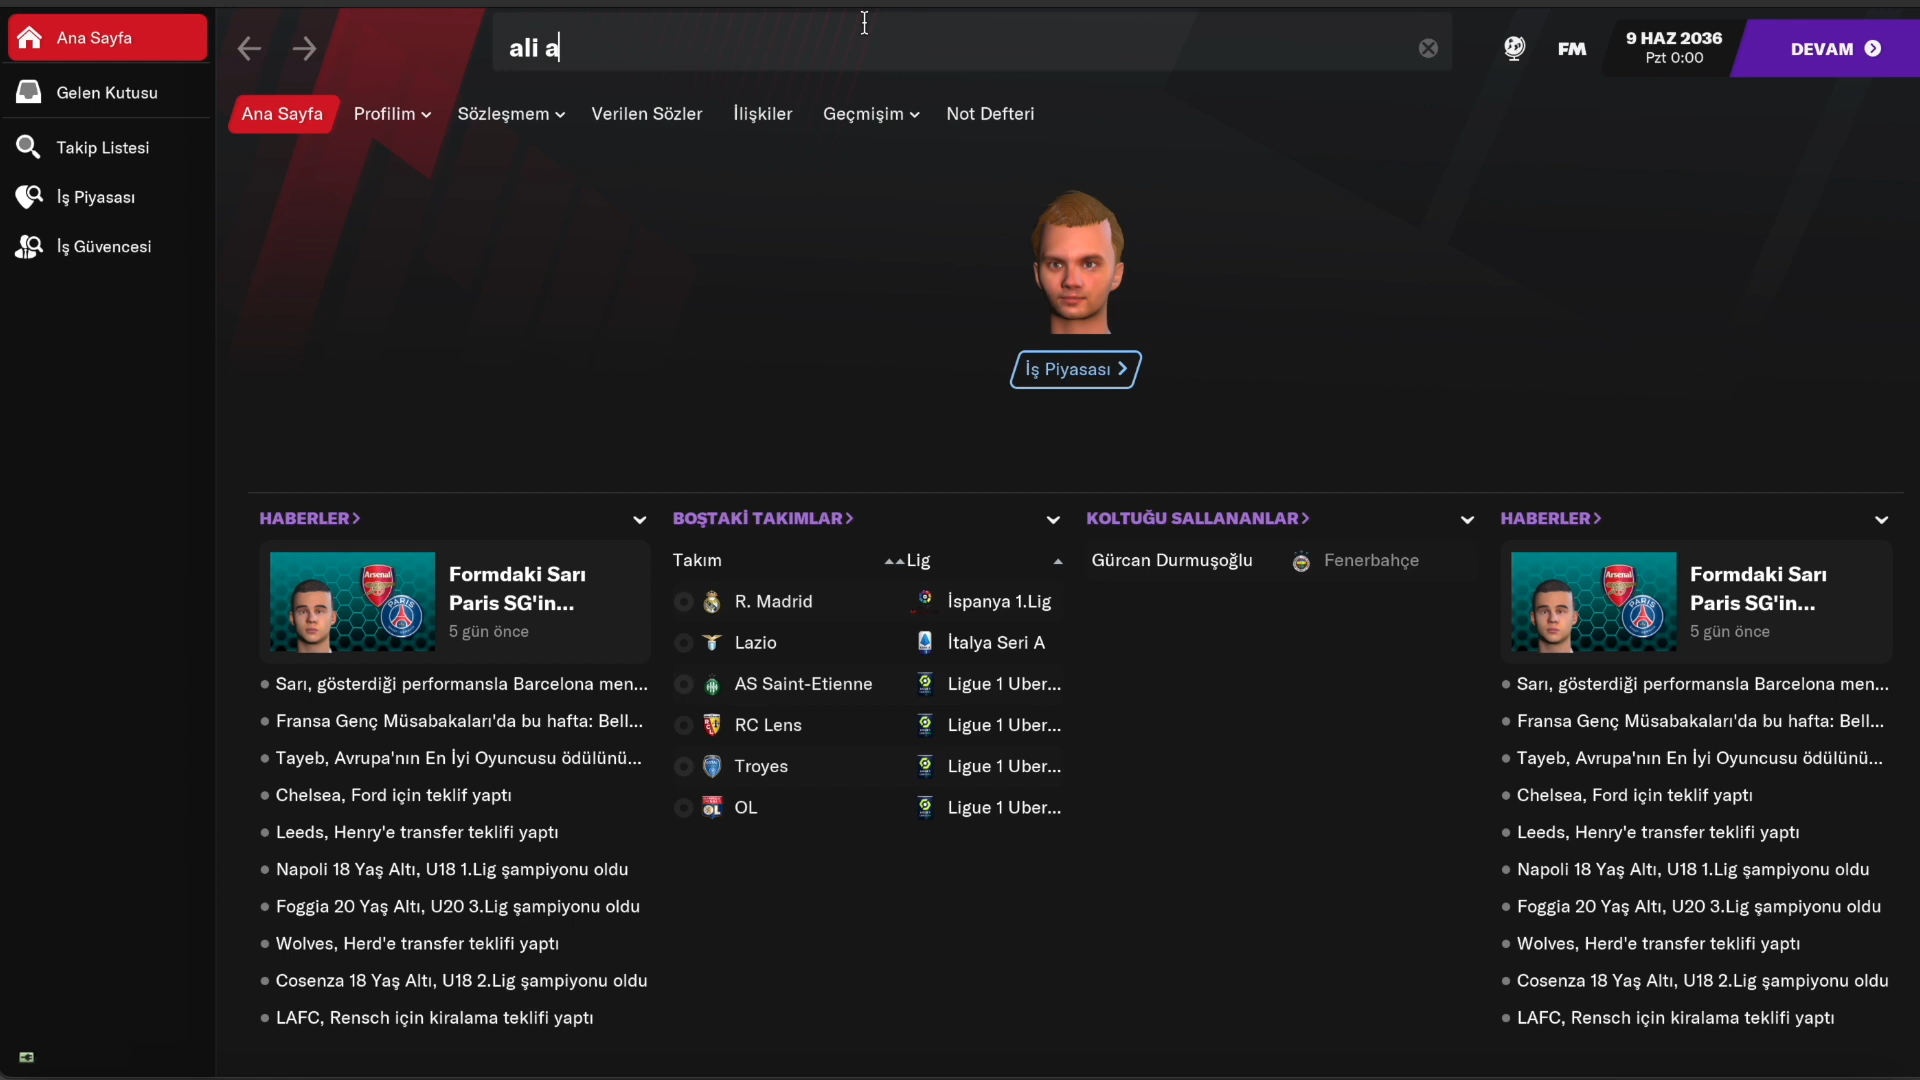 Ana Sayfa
Gelen Kutusu
Takip Listesi
İş Piyasası
İş Güvencesi
ali a
FM
9 HAZ 2036
Pzt 0:00
DEVAM
Ana Sayfa
Profilim
Sözleşmem
Verilen Sözler
İlişkiler
Geçmişim
Not Defteri
İş Piyasası
HABERLER
Arsenal
PARIS
Formdaki Sarı
Paris SG'in...
5 gün önce
Sarı, gösterdiği performansla Barcelona men...
Fransa Genç Müsabakaları'da bu hafta: Bell...
Tayeb, Avrupa'nın En İyi Oyuncusu ödülünü...
Chelsea, Ford için teklif yaptı
Leeds, Henry'e transfer teklifi yaptı
Napoli 18 Yaş Altı, U18 1.Lig şampiyonu oldu
Foggia 20 Yaş Altı, U20 3.Lig şampiyonu oldu
Wolves, Herd'e transfer teklifi yaptı
Cosenza 18 Yaş Altı, U18 2.Lig şampiyonu oldu
LAFC, Rensch için kiralama teklifi yaptı
BOŞTAKİ TAKIMLAR
Takım Lig
R. Madrid İspanya 1.Lig
Lazio İtalya Seri A
AS Saint-Etienne Ligue 1 Uber...
RC Lens Ligue 1 Uber...
Troyes Ligue 1 Uber...
OL Ligue 1 Uber...
KOLTUĞU SALLANANLAR
Gürcan Durmuşoğlu Fenerbahçe
HABERLER
Arsenal
PARIS
Formdaki Sarı
Paris SG'in...
5 gün önce
Sarı, gösterdiği performansla Barcelona men...
Fransa Genç Müsabakaları'da bu hafta: Bell...
Tayeb, Avrupa'nın En İyi Oyuncusu ödülünü...
Chelsea, Ford için teklif yaptı
Leeds, Henry'e transfer teklifi yaptı
Napoli 18 Yaş Altı, U18 1.Lig şampiyonu oldu
Foggia 20 Yaş Altı, U20 3.Lig şampiyonu oldu
Wolves, Herd'e transfer teklifi yaptı
Cosenza 18 Yaş Altı, U18 2.Lig şampiyonu oldu
LAFC, Rensch için kiralama teklifi yaptı